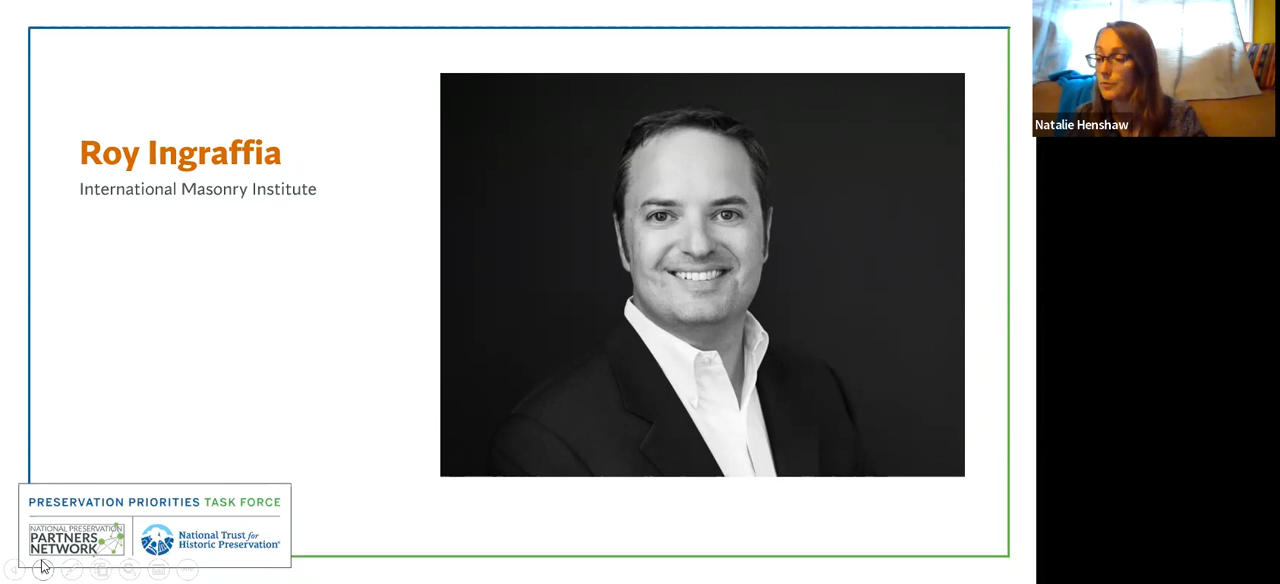 Roy Ingraffia
International Masonry Institute
Natalie Henshaw
PRESERVATION PRIORITIES TASK FORCE
NATIONAL PRESERVATION
PARTNERS
NETWORK
National Trust for
Historic Preservation®